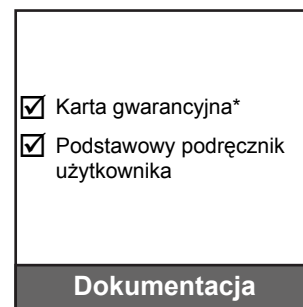 Karta gwarancyjna*
Podstawowy podręcznik
użytkownika
Dokumentacja